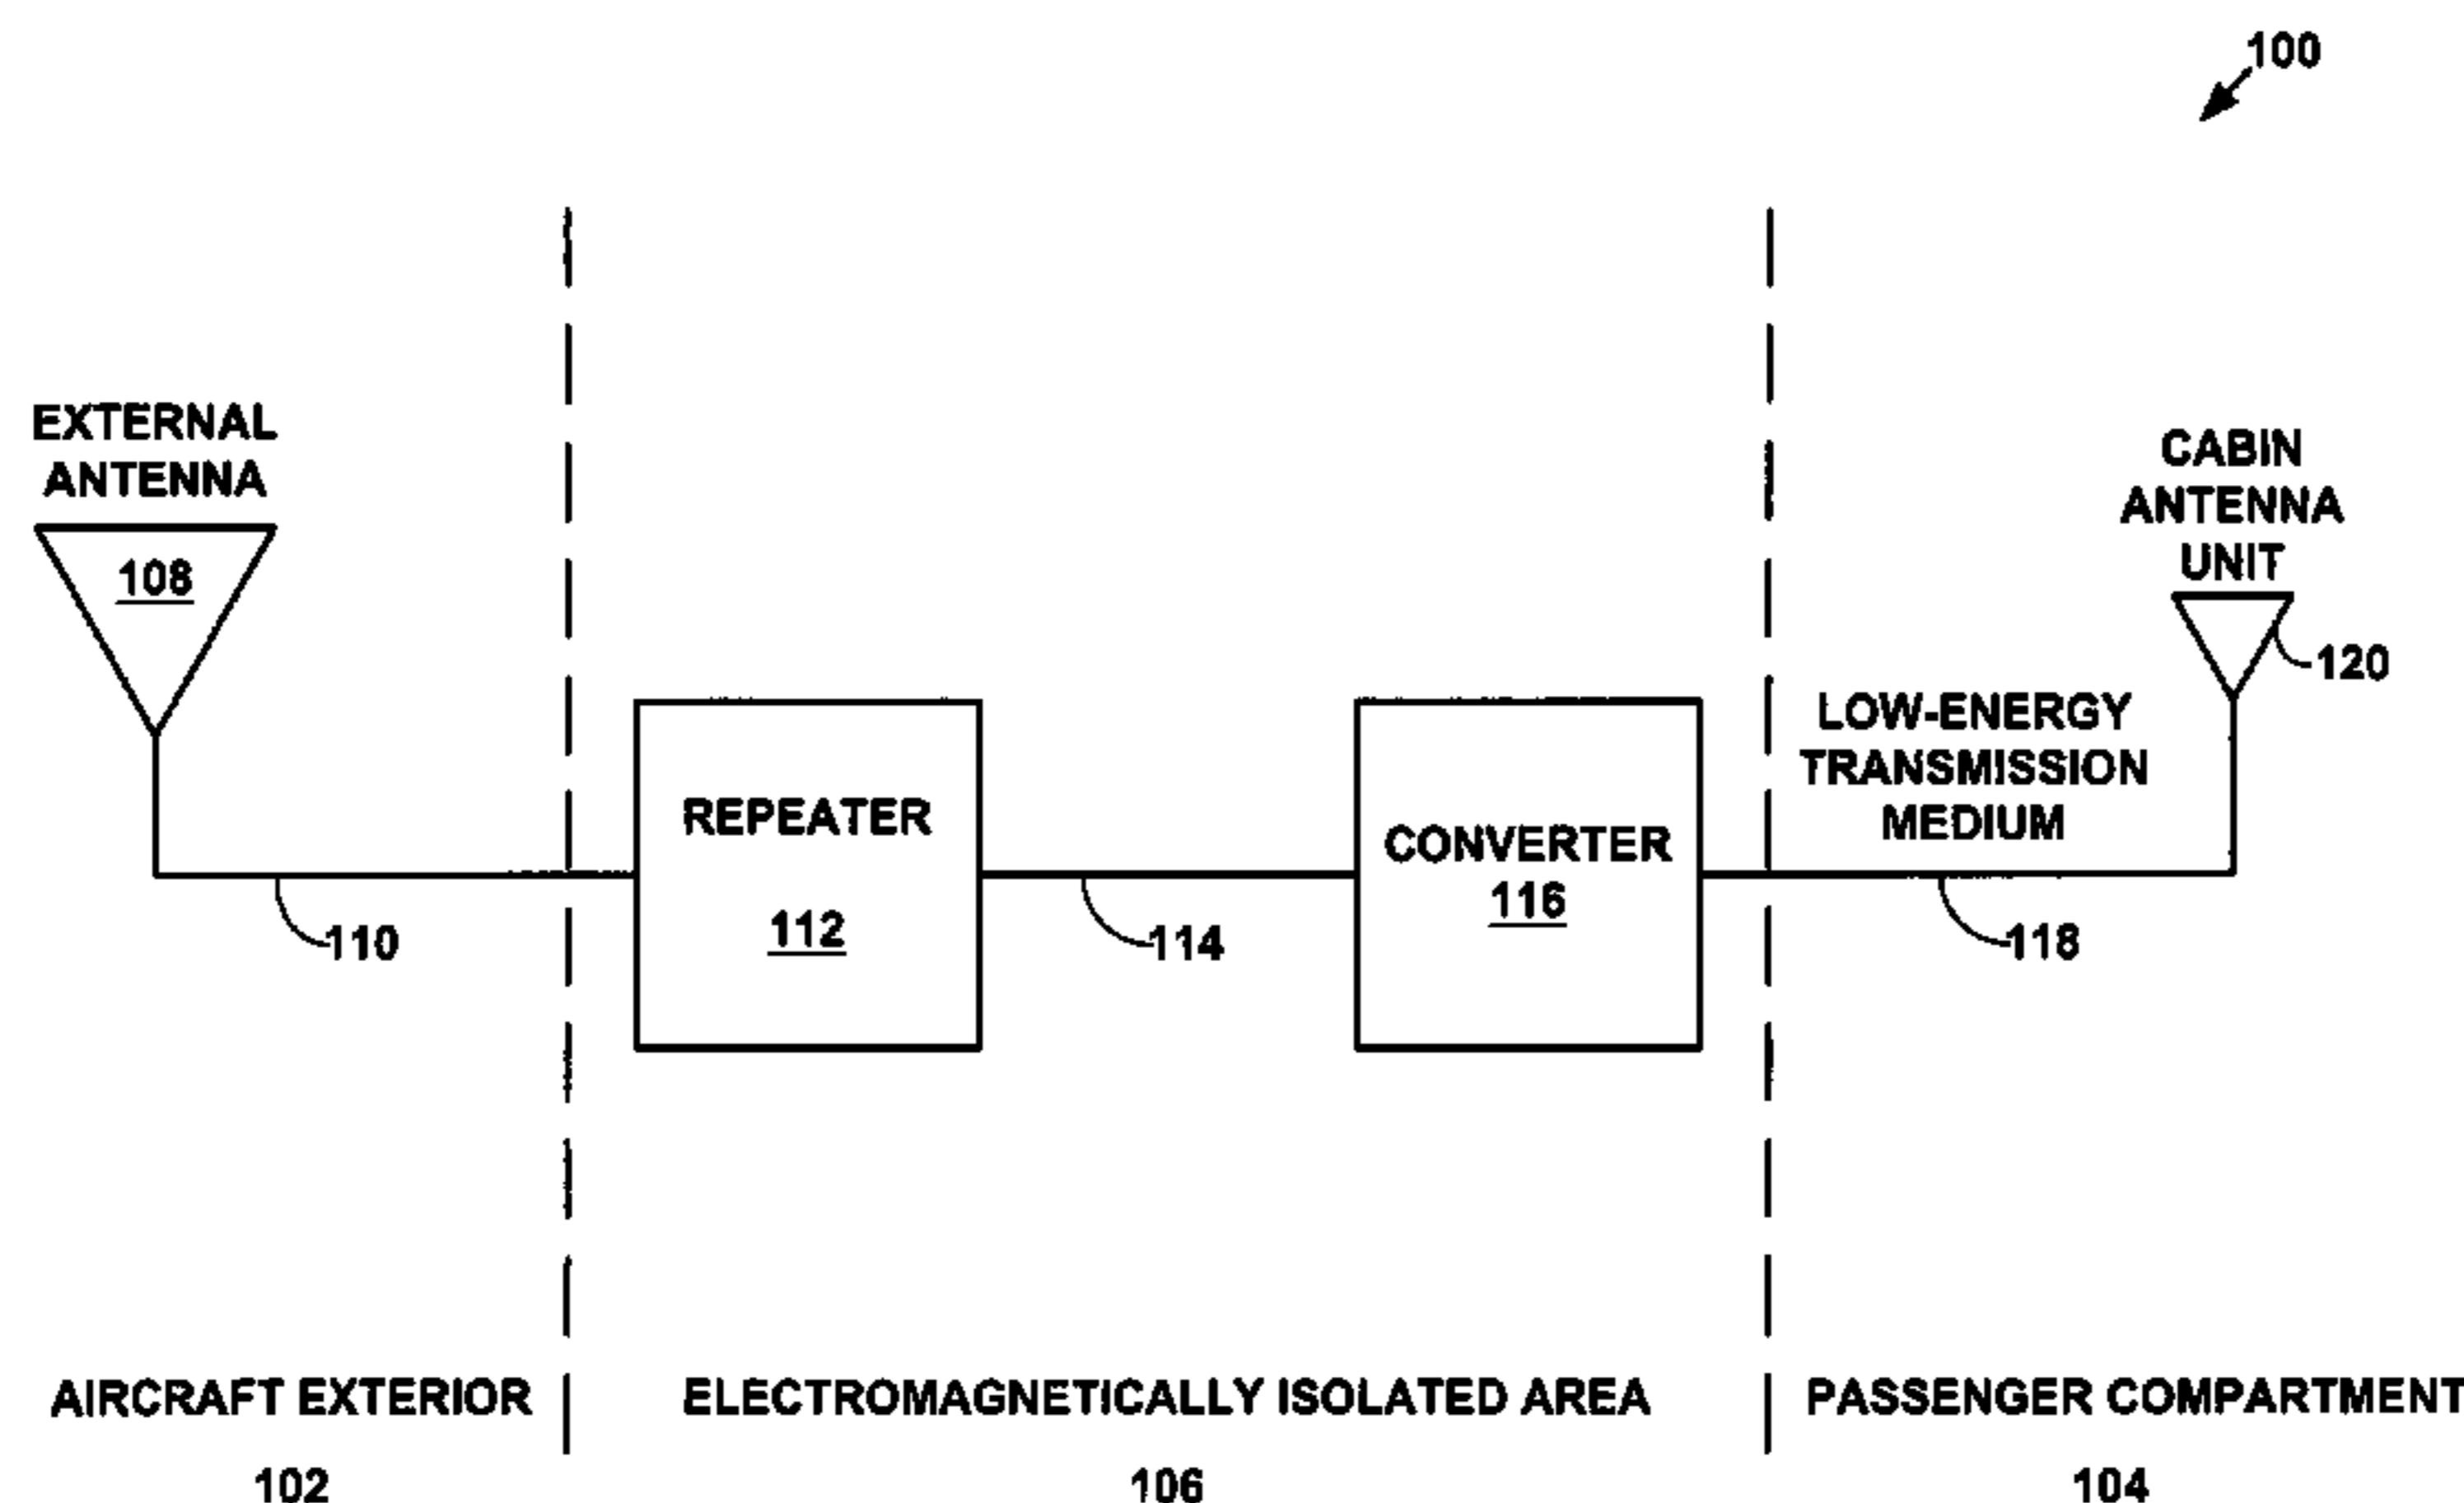 100
EXTERNAL
ANTENNA
108
CABIN
ANTENNA
UNIT
120
LOW-ENERGY
TRANSMISSION
MEDIUM
REPEATER
112
CONVERTER
116
110
114
118
AIRCRAFT EXTERIOR
102
ELECTROMAGNETICALLY ISOLATED AREA
106
PASSENGER COMPARTMENT
104